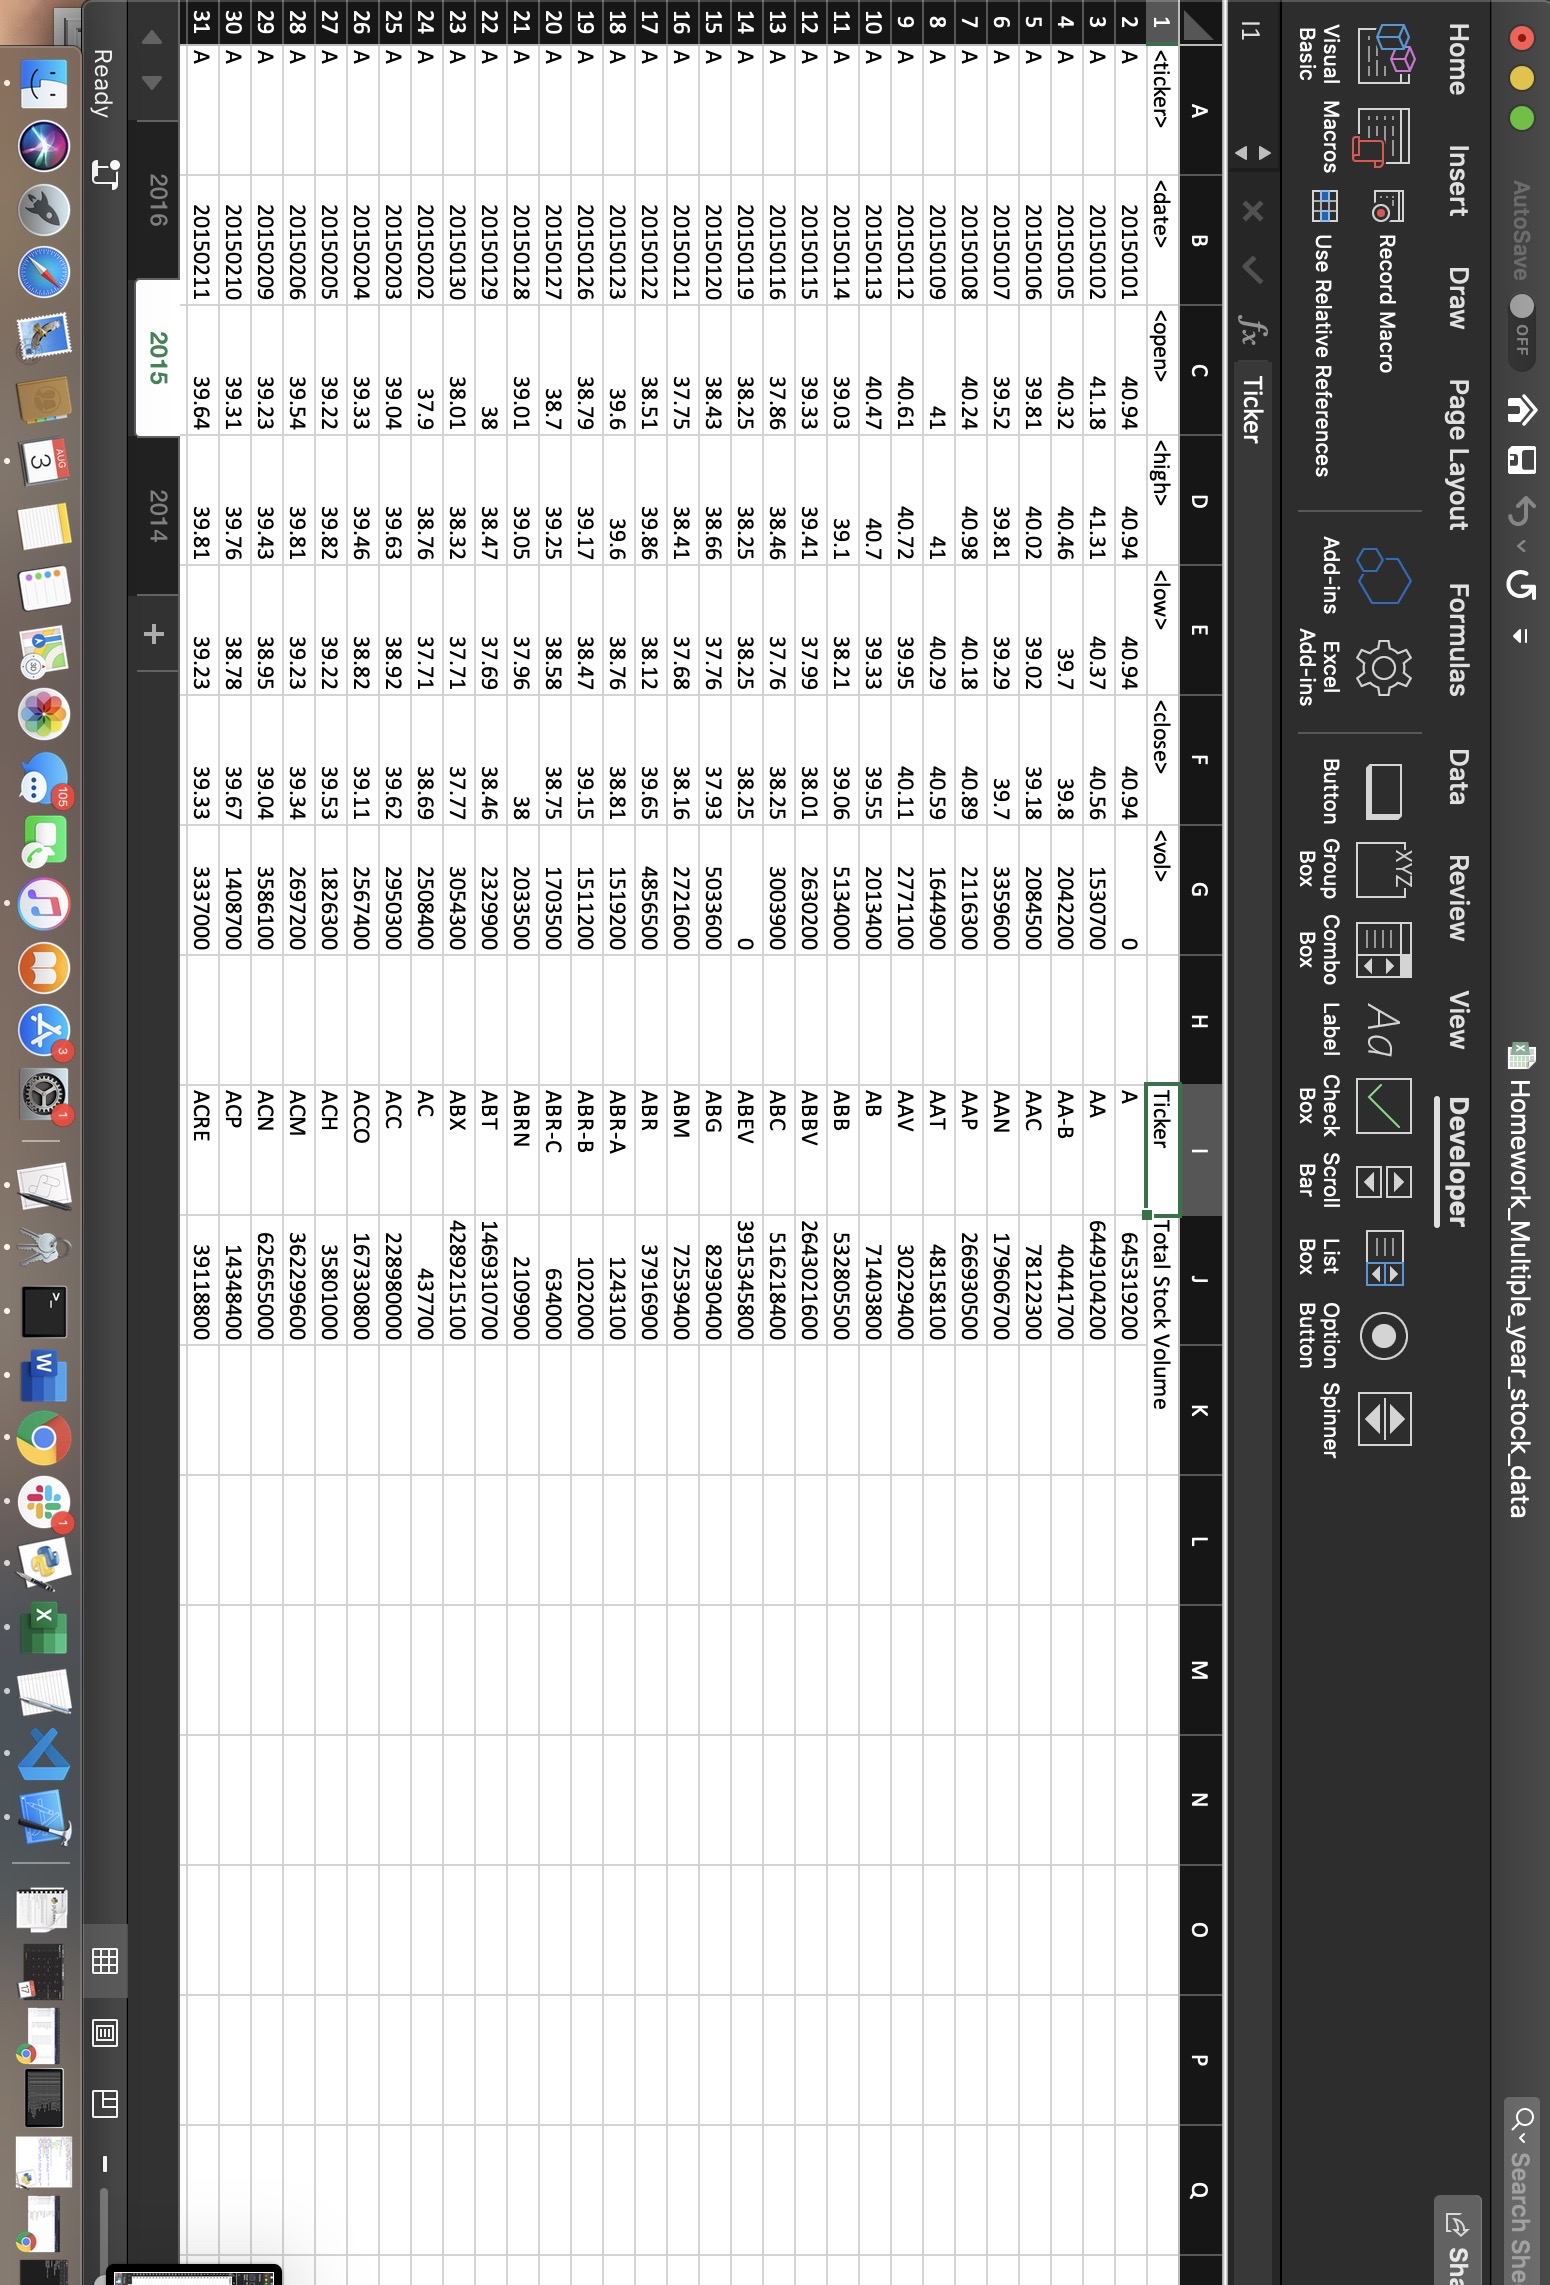 AutoSave OFF Homework_Multiple_year_stock_data Search She
Home Insert Draw Page Layout Formulas Data Review View Developer Sha
Visual Basic Macros Record Macro Use Relative References Add-ins Excel Add-ins Button Group Box Combo Box Label Check Box Scroll Bar List Box Option Button Spinner
XYZ Aa
I1 fx Ticker
A B C D E F G H I J K L M N O P Q
1 <ticker> <date> <open> <high> <low> <close> <vol> Ticker Total Stock Volume
2 A 20150101 40.94 40.94 40.94 40.94 0 A 645319200
3 A 20150102 41.18 41.31 40.37 40.56 1530700 AA 6449104200
4 A 20150105 40.32 40.46 39.7 39.8 2042200 AA-B 40441700
5 A 20150106 39.81 40.02 39.02 39.18 2084500 AAC 78122300
6 A 20150107 39.52 39.81 39.29 39.7 3359600 AAN 179606700
7 A 20150108 40.24 40.98 40.18 40.89 2116300 AAP 266930500
8 A 20150109 41 41 40.29 40.59 1644900 AAT 48158100
9 A 20150112 40.61 40.72 39.95 40.11 2771100 AAV 30229400
10 A 20150113 40.47 40.7 39.33 39.55 2013400 AB 71403800
11 A 20150114 39.03 39.1 38.21 39.06 5134000 ABB 532805500
12 A 20150115 39.33 39.41 37.99 38.01 2630200 ABBV 2643021600
13 A 20150116 37.86 38.46 37.76 38.25 3003900 ABC 516218400
14 A 20150119 38.25 38.25 38.25 38.25 0 ABEV 3915345800
15 A 20150120 38.43 38.66 37.76 37.93 5033600 ABG 82930400
16 A 20150121 37.75 38.41 37.68 38.16 2721600 ABM 72539400
17 A 20150122 38.51 39.86 38.12 39.65 4856500 ABR 37916900
18 A 20150123 39.6 39.6 38.76 38.81 1519200 ABR-A 1243100
19 A 20150126 38.79 39.17 38.47 39.15 1511200 ABR-B 1022000
20 A 20150127 38.7 39.25 38.58 38.75 1703500 ABR-C 634000
21 A 20150128 39.01 39.05 37.96 38 2033500 ABRN 2109900
22 A 20150129 38 38.47 37.69 38.46 2329900 ABT 1469310700
23 A 20150130 38.01 38.32 37.71 37.77 3054300 ABX 4289215100
24 A 20150202 37.9 38.76 37.71 38.69 2508400 AC 437700
25 A 20150203 39.04 39.63 38.92 39.62 2950300 ACC 228980000
26 A 20150204 39.33 39.46 38.82 39.11 2567400 ACCO 167330800
27 A 20150205 39.22 39.82 39.22 39.53 1826300 ACH 35801000
28 A 20150206 39.54 39.81 39.23 39.34 2697200 ACM 362299600
29 A 20150209 39.23 39.43 38.95 39.04 3586100 ACN 625655000
30 A 20150210 39.31 39.76 38.78 39.67 1408700 ACP 14348400
31 A 20150211 39.64 39.81 39.23 39.33 3337000 ACRE 39118800
2016 2015 2014 +
Ready
AUG 3 105 3 1 W 1 X 17